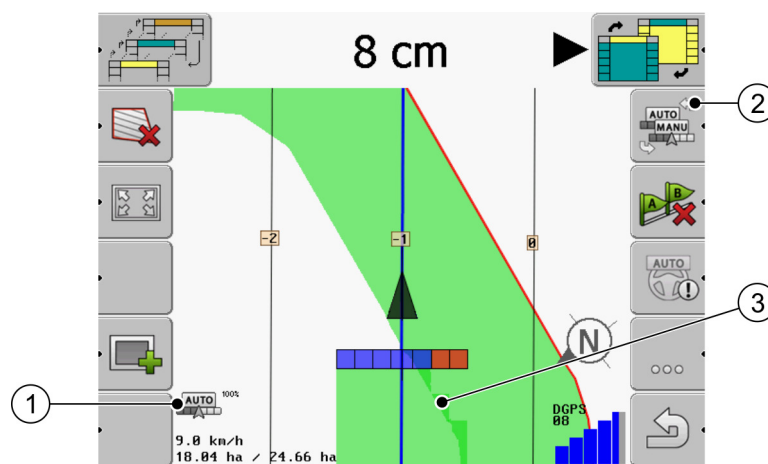 8 cm
AUTO
MANU
2
A B
-2
-1
0
AUTO
3
N
1
AUTO 100%
DGPS
08
9.0 km/h
18.04 ha / 24.66 ha